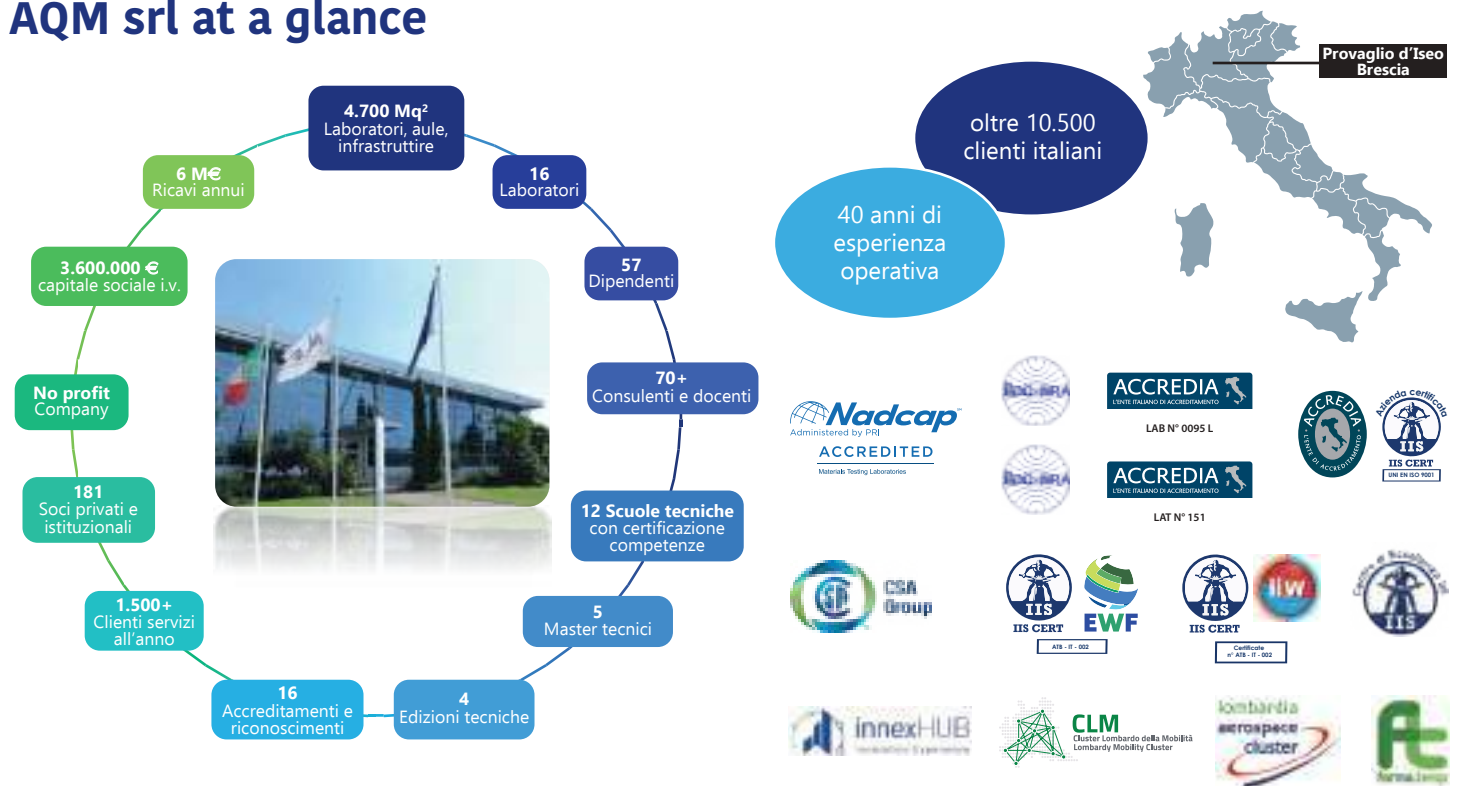 AQM srl at a glance
4.700 Mq²
Laboratori, aule,
infrastruttire
16
Laboratori
57
Dipendenti
70+
Consulenti e docenti
12 Scuole tecniche
con certificazione
competenze
5
Master tecnici
4
Edizioni tecniche
16
Accreditamenti e
riconoscimenti
1.500+
Clienti servizi
all'anno
181
Soci privati e
istituzionali
No profit
Company
3.600.000 €
capitale sociale i.v.
6 M€
Ricavi annui
oltre 10.500
clienti italiani
40 anni di
esperienza
operativa
Provaglio d'Iseo
Brescia
Nadcap
Administered by PRI
ACCREDITED
Materials Testing Laboratories
ACCREDIA
L'ENTE ITALIANO DI ACCREDITAMENTO
LAB N° 0095 L
ACCREDIA
L'ENTE ITALIANO DI ACCREDITAMENTO
LAT N° 151
ACCREDIA
L'ENTE DI ACCREDITAMENTO
Azienda certificata
IIS
IIS CERT
UNI EN ISO 9001
CSA
Group
IIS
IIS CERT
EWF
ATB - IT - 002
IIS
IIS CERT
IIW
Certificate
n° ATB - IT - 002
IIS
innexHUB
CLM
Cluster Lombardo della Mobilità
Lombardy Mobility Cluster
lombardia
aerospace
cluster